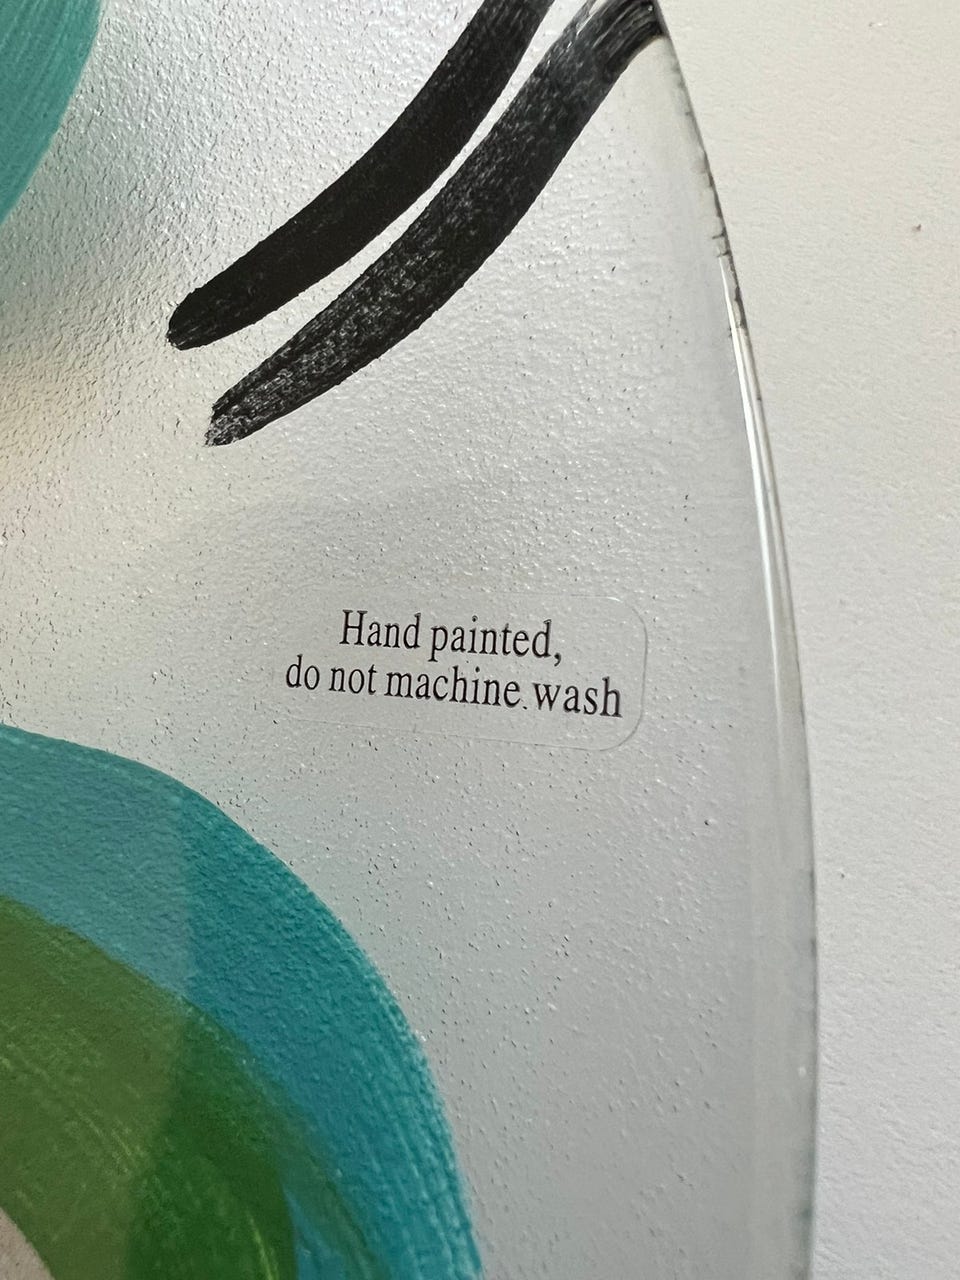 Hand painted,
do not machine wash